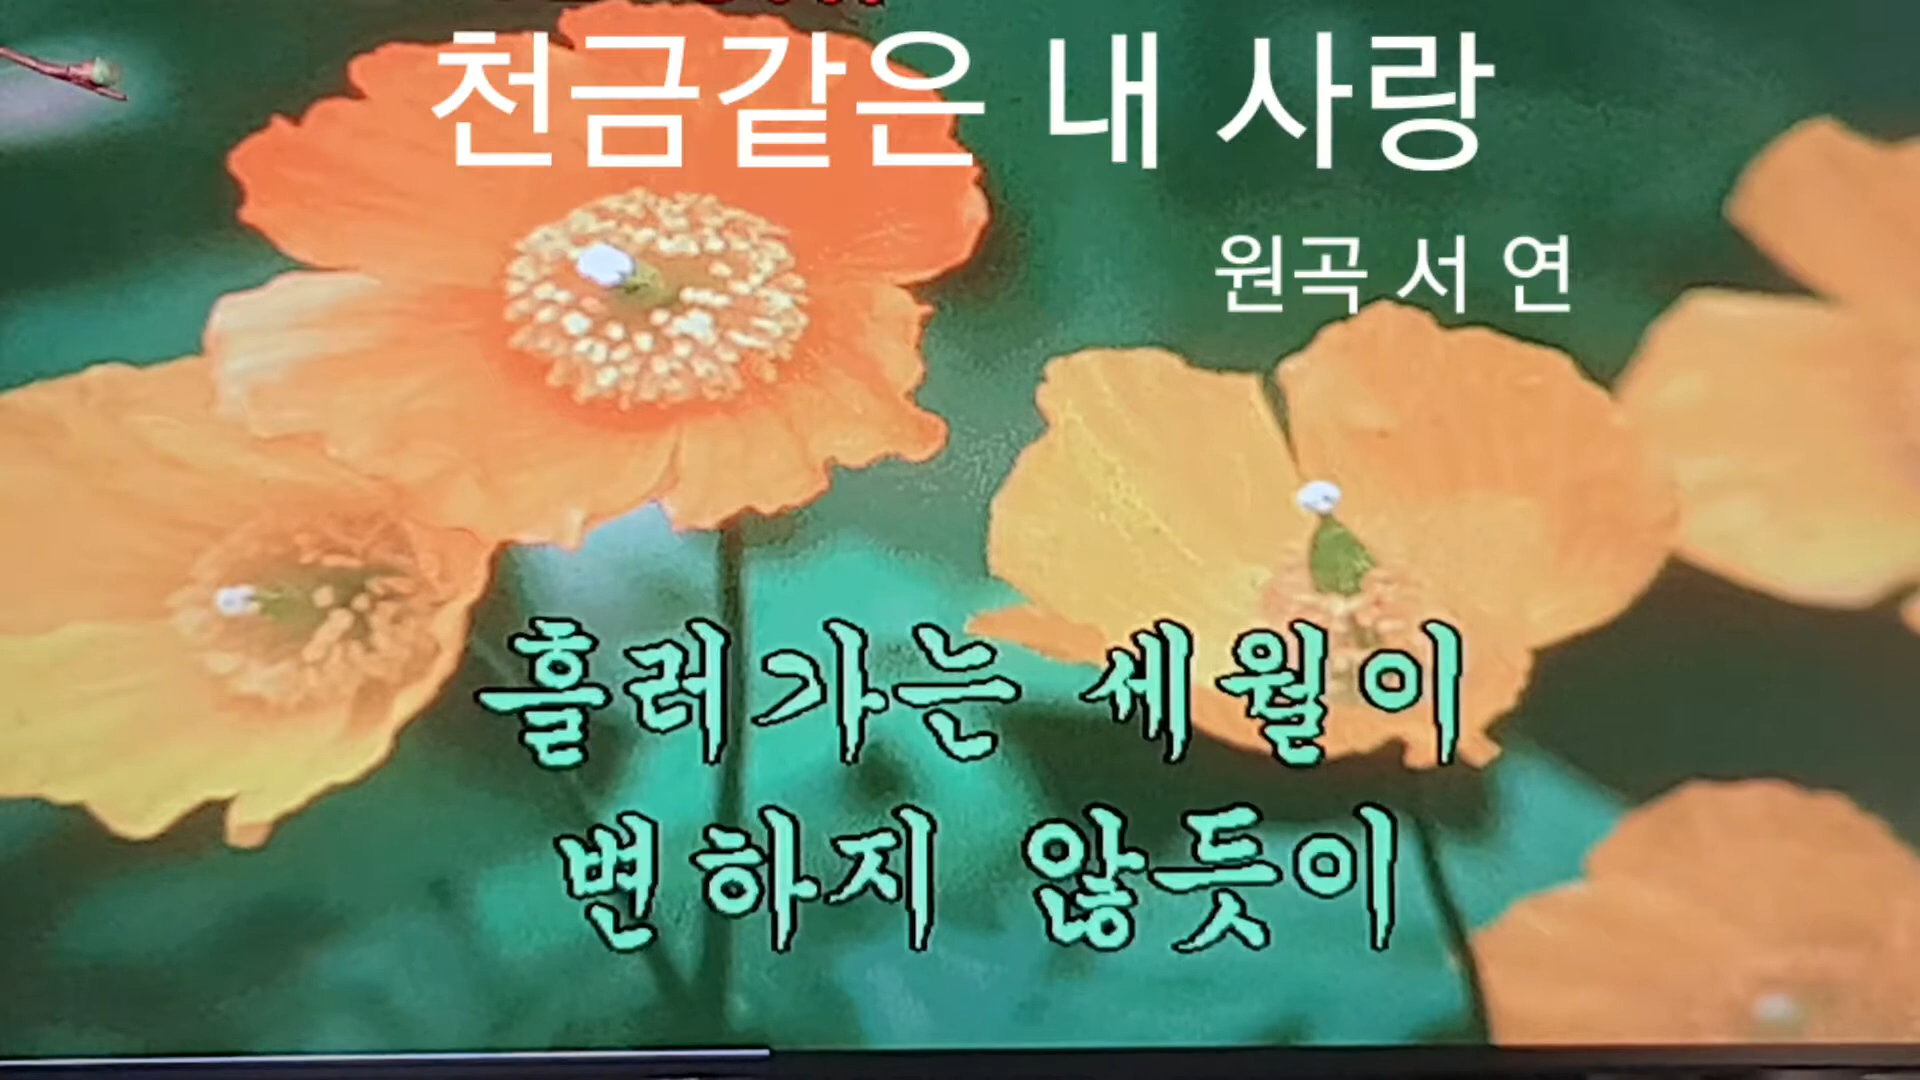 천금같은 내 사랑
원곡 서 연
흘러가는 세월이
변하지 않듯이